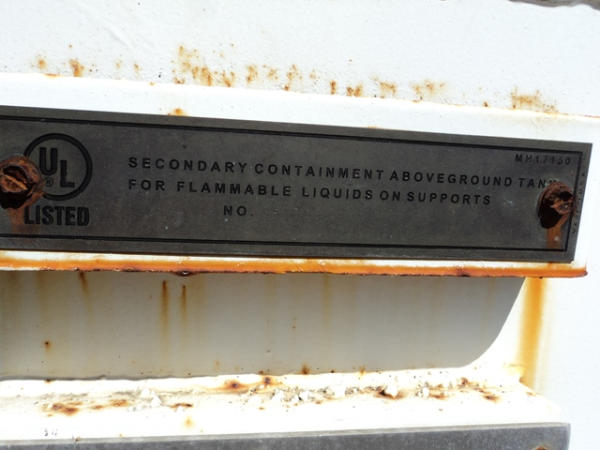 UL
®
LISTED
MH17150
SECONDARY CONTAINMENT ABOVEGROUND TANK
FOR FLAMMABLE LIQUIDS ON SUPPORTS
NO.